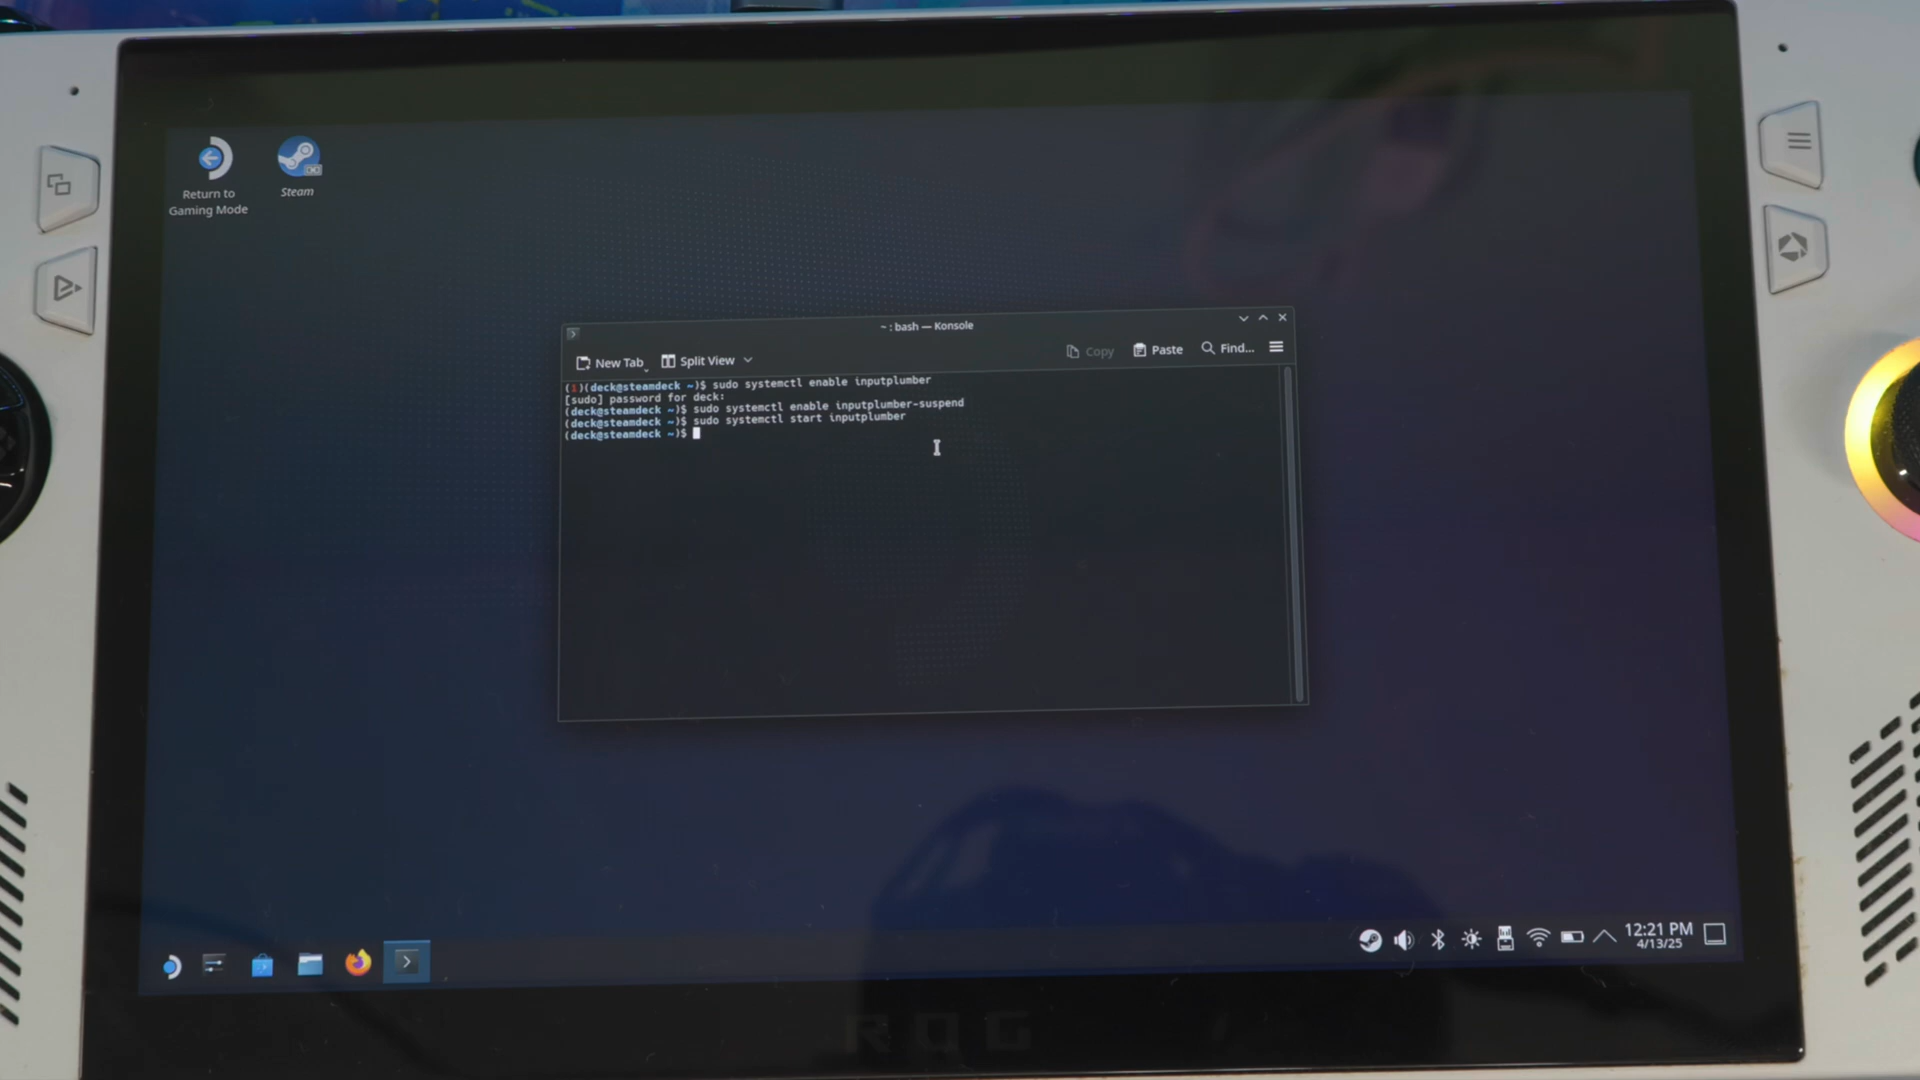 Return to
Gaming Mode
Steam
~ : bash — Konsole
New Tab
Split View
Copy
Paste
Find...
(1)(deck@steamdeck ~)$ sudo systemctl enable inputplumber
[sudo] password for deck:
(deck@steamdeck ~)$ sudo systemctl enable inputplumber-suspend
(deck@steamdeck ~)$ sudo systemctl start inputplumber
(deck@steamdeck ~)$
12:21 PM
4/13/25
ROG